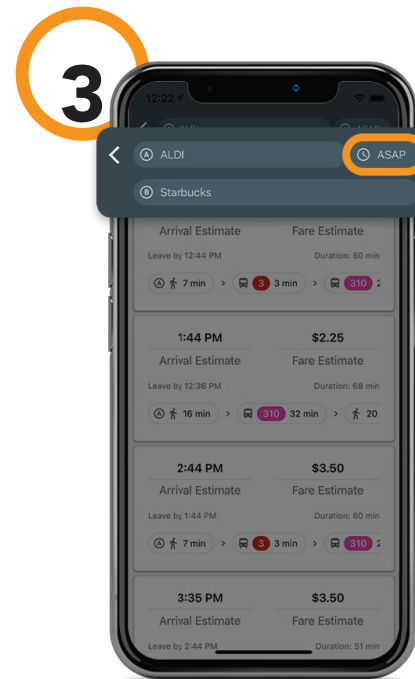 3
12:22
A ALDI ASAP
B Starbucks
Arrival Estimate Fare Estimate
Leave by 12:44 PM Duration: 60 min
A 7 min > 3 3 min > 310
1:44 PM $2.25
Arrival Estimate Fare Estimate
Leave by 12:36 PM Duration: 68 min
A 16 min > 310 32 min > 20
2:44 PM $3.50
Arrival Estimate Fare Estimate
Leave by 1:44 PM Duration: 60 min
A 7 min > 3 3 min > 310
3:35 PM $3.50
Arrival Estimate Fare Estimate
Leave by 2:44 PM Duration: 51 min